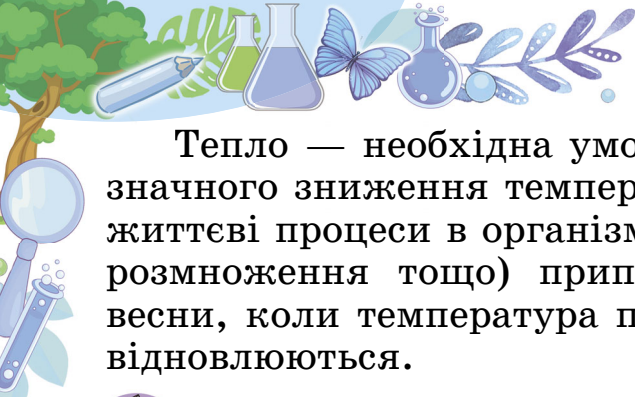 Тепло — необхідна умо
значного зниження темпер
життєві процеси в організм
розмноження тощо) прип
весни, коли температура п
відновлюються.